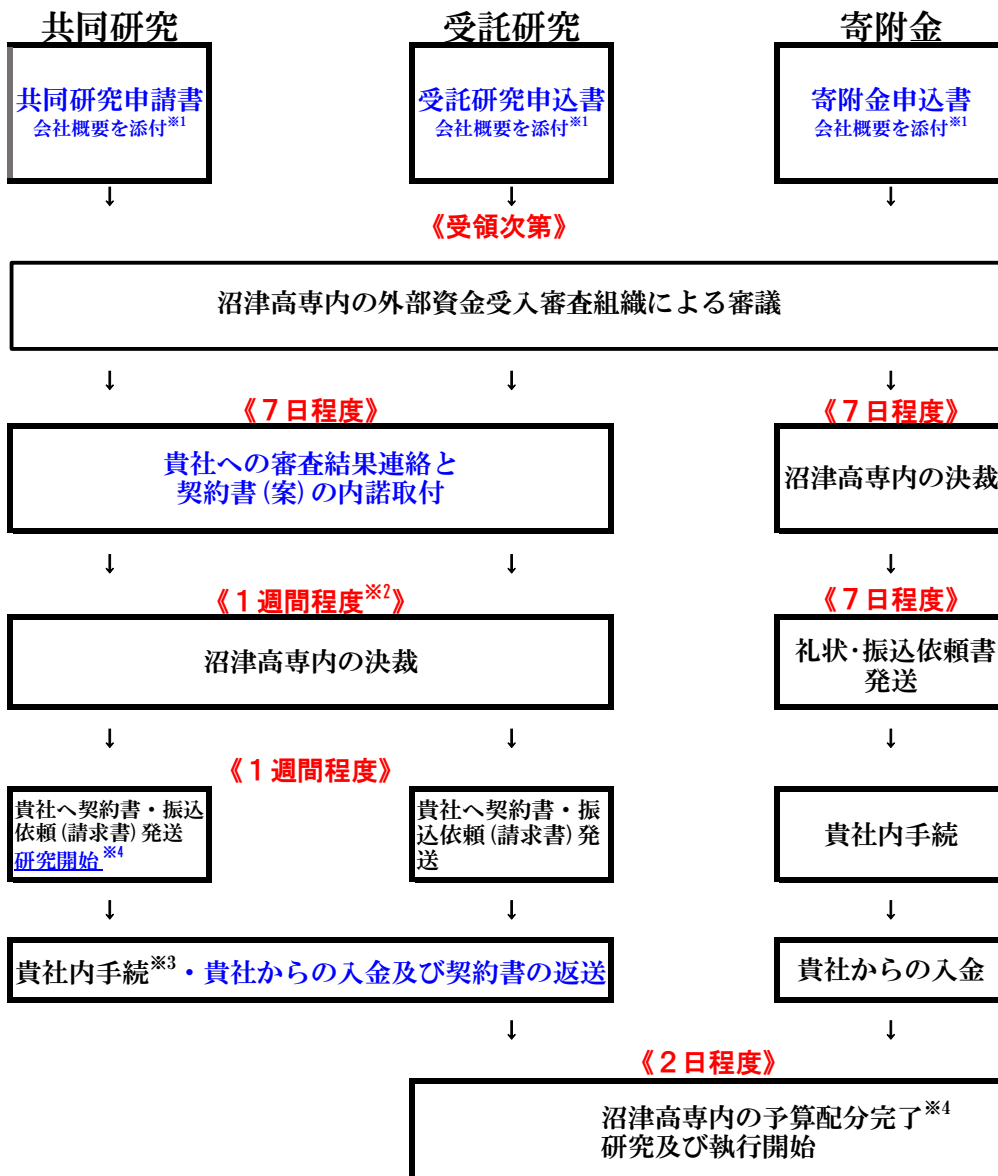 共同研究
受託研究
寄附金
共同研究申請書
会社概要を添付※1
受託研究申込書
会社概要を添付※1
寄附金申込書
会社概要を添付※1
↓
↓
↓
《受領次第》
沼津高専内の外部資金受入審査組織による審議
↓
↓
↓
《７日程度》
《７日程度》
貴社への審査結果連絡と
契約書(案)の内諾取付
沼津高専内の決裁
↓
↓
↓
《１週間程度※2》
《７日程度》
沼津高専内の決裁
礼状･振込依頼書
発送
↓
↓
↓
《１週間程度》
貴社へ契約書・振込
依頼(請求書)発送
研究開始※4
貴社へ契約書・振
込依頼(請求書)発
送
貴社内手続
↓
↓
↓
貴社内手続※3・貴社からの入金及び契約書の返送
貴社からの入金
↓
↓
《２日程度》
沼津高専内の予算配分完了※4
研究及び執行開始